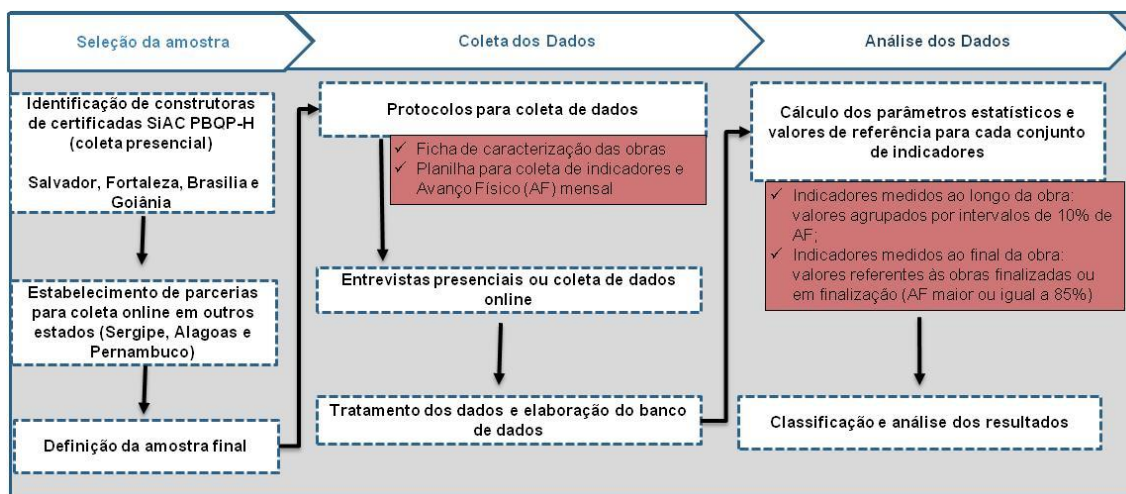 Seleção da amostra
Coleta dos Dados
Análise dos Dados
Identificação de construtoras
de certificadas SiAC PBQP-H
(coleta presencial)
Salvador, Fortaleza, Brasilia e
Goiânia
Estabelecimento de parcerias
para coleta online em outros
estados (Sergipe, Alagoas e
Pernambuco)
Definição da amostra final
Protocolos para coleta de dados
✓ Ficha de caracterização das obras
✓ Planilha para coleta de indicadores e
Avanço Físico (AF) mensal
Entrevistas presenciais ou coleta de dados
online
Tratamento dos dados e elaboração do banco
de dados
Cálculo dos parâmetros estatísticos e
valores de referência para cada conjunto
de indicadores
✓ Indicadores medidos ao longo da obra:
valores agrupados por intervalos de 10% de
AF;
✓ Indicadores medidos ao final da obra:
valores referentes às obras finalizadas ou
em finalização (AF maior ou igual a 85%)
Classificação e análise dos resultados